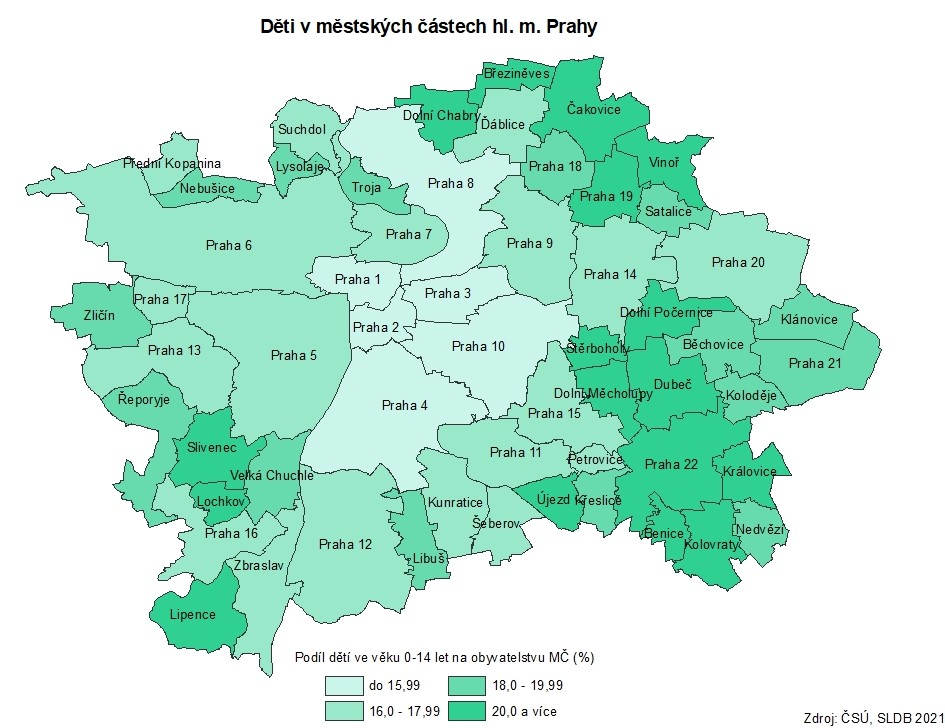 Děti v městských částech hl. m. Prahy
Březiněves
Čakovice
Dolní Chabry
Ďáblice
Suchdol
Přední Kopanina
Lysolaje
Praha 18
Vinoř
Nebušice
Troja
Praha 8
Praha 19
Satalice
Praha 6
Praha 7
Praha 9
Praha 20
Praha 14
Praha 1
Praha 3
Praha 17
Zličín
Dolní Počernice
Klánovice
Praha 2
Praha 10
Praha 13
Praha 5
Štěrboholy
Běchovice
Praha 21
Dubeč
Řeporyje
Dolní Měcholupy
Koloděje
Praha 4
Praha 15
Slivenec
Praha 11
Petrovice
Praha 22
Královice
Velká Chuchle
Lochkov
Kunratice
Újezd
Křeslice
Šeberov
Praha 16
Praha 12
Benice
Nedvězí
Kolovraty
Libuš
Zbraslav
Lipence
Podíl dětí ve věku 0-14 let na obyvatelstvu MČ (%)
do 15,99
18,0 - 19,99
16,0 - 17,99
20,0 a více
Zdroj: ČSÚ, SLDB 2021